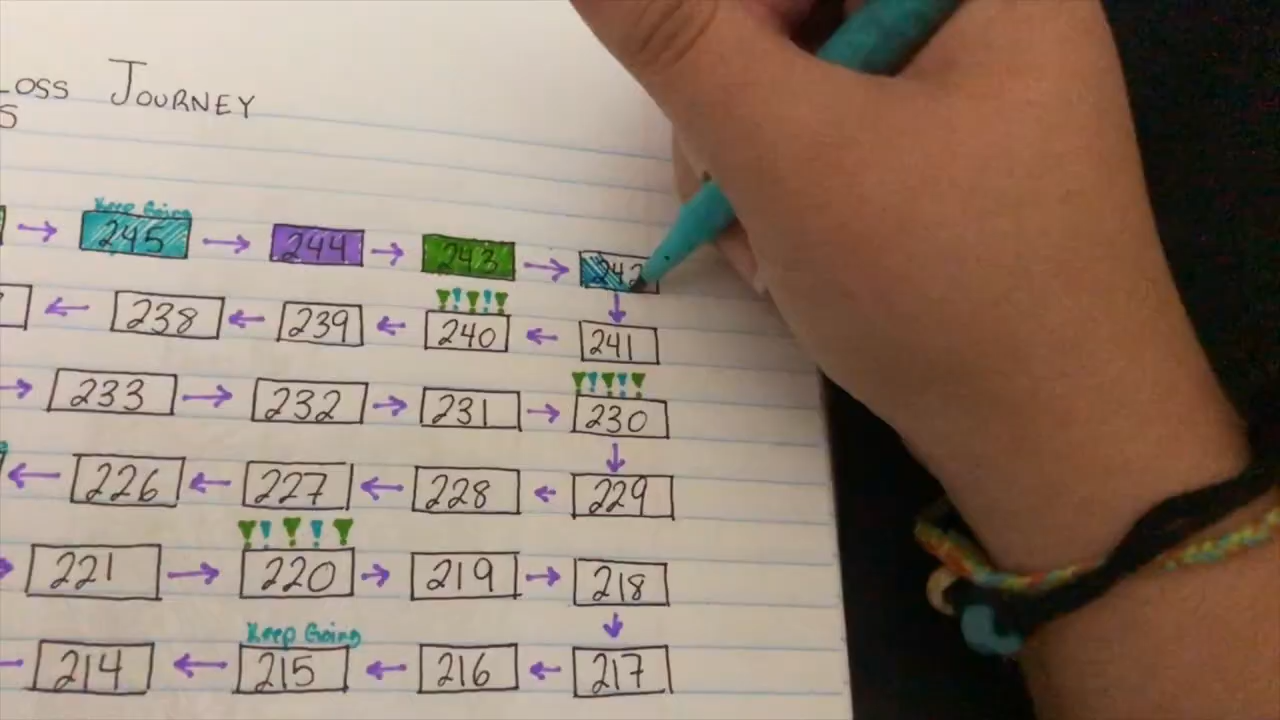 LOSS JOURNEY
S
Keep Going
245 → 244 → 243 → 242
← 238 ← 239 ← 240 ← 241
→ 233 → 232 → 231 → 230
← 226 ← 227 ← 228 ← 229
→ 221 → 220 → 219 → 218
Keep Going
214 ← 215 ← 216 ← 217